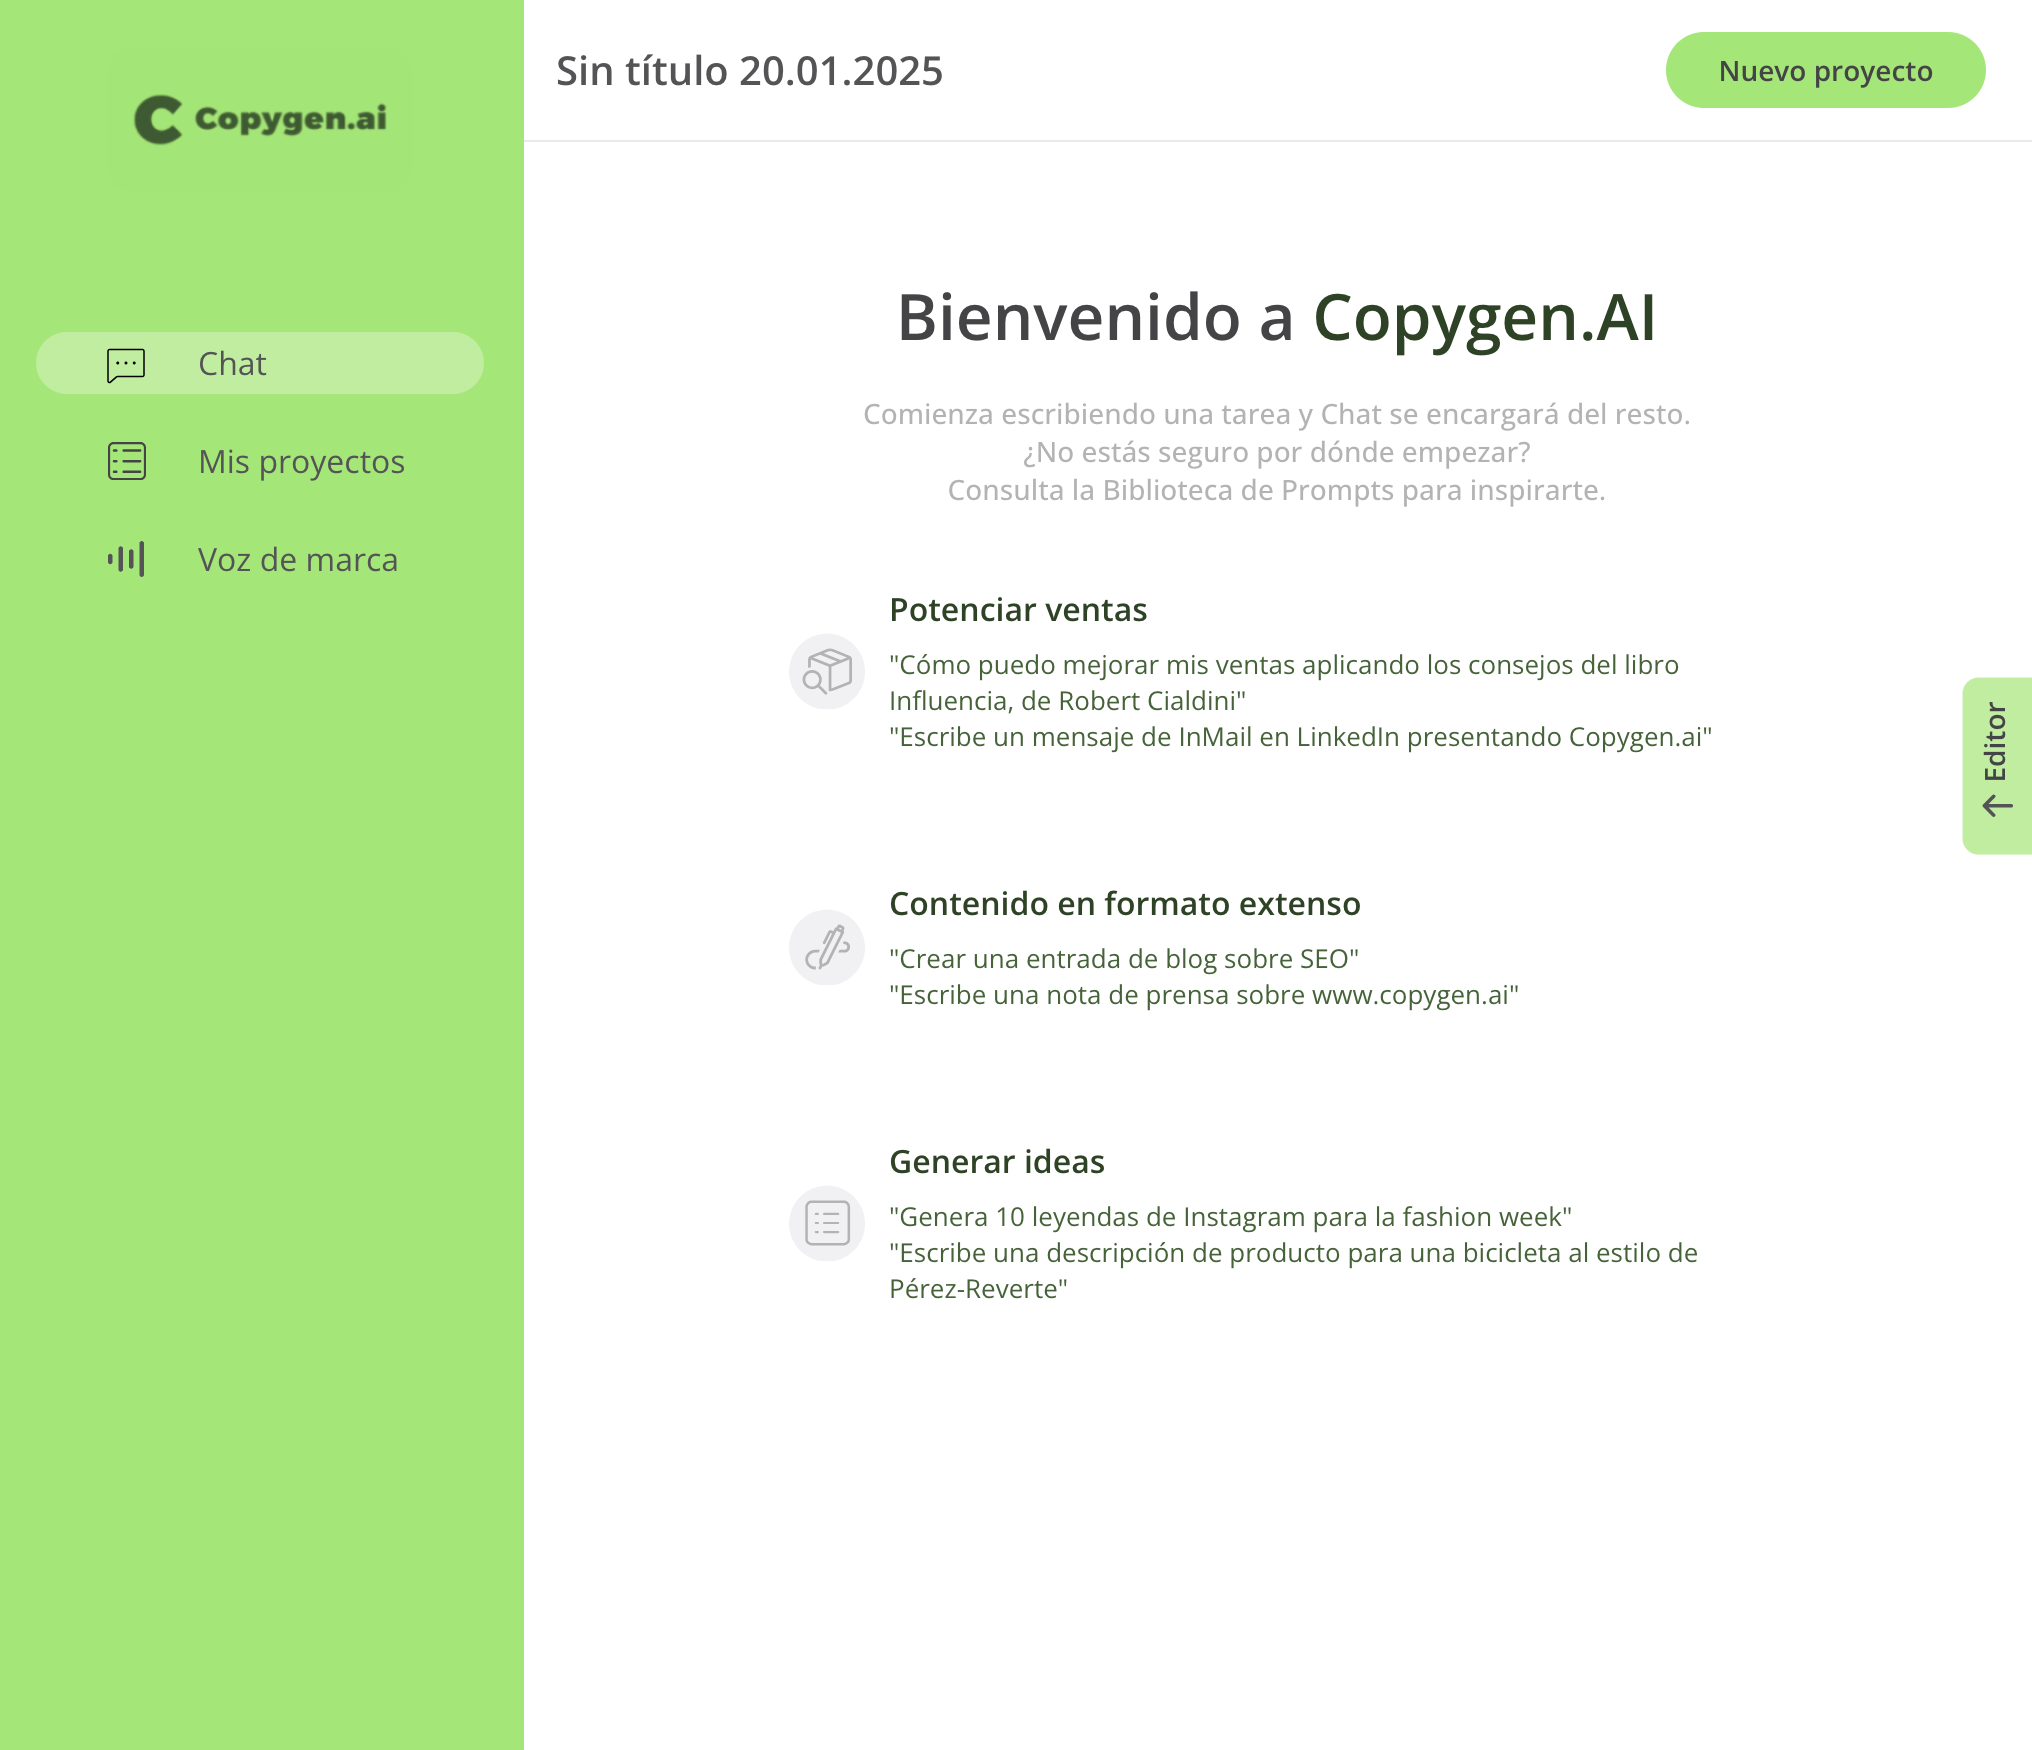 Copygen.ai
Chat
Mis proyectos
Voz de marca
Sin título 20.01.2025
Nuevo proyecto
Bienvenido a Copygen.AI
Comienza escribiendo una tarea y Chat se encargará del resto.
¿No estás seguro por dónde empezar?
Consulta la Biblioteca de Prompts para inspirarte.
Potenciar ventas
"Cómo puedo mejorar mis ventas aplicando los consejos del libro
Influencia, de Robert Cialdini"
"Escribe un mensaje de InMail en LinkedIn presentando Copygen.ai"
Contenido en formato extenso
"Crear una entrada de blog sobre SEO"
"Escribe una nota de prensa sobre www.copygen.ai"
Generar ideas
"Genera 10 leyendas de Instagram para la fashion week"
"Escribe una descripción de producto para una bicicleta al estilo de
Pérez-Reverte"
Editor